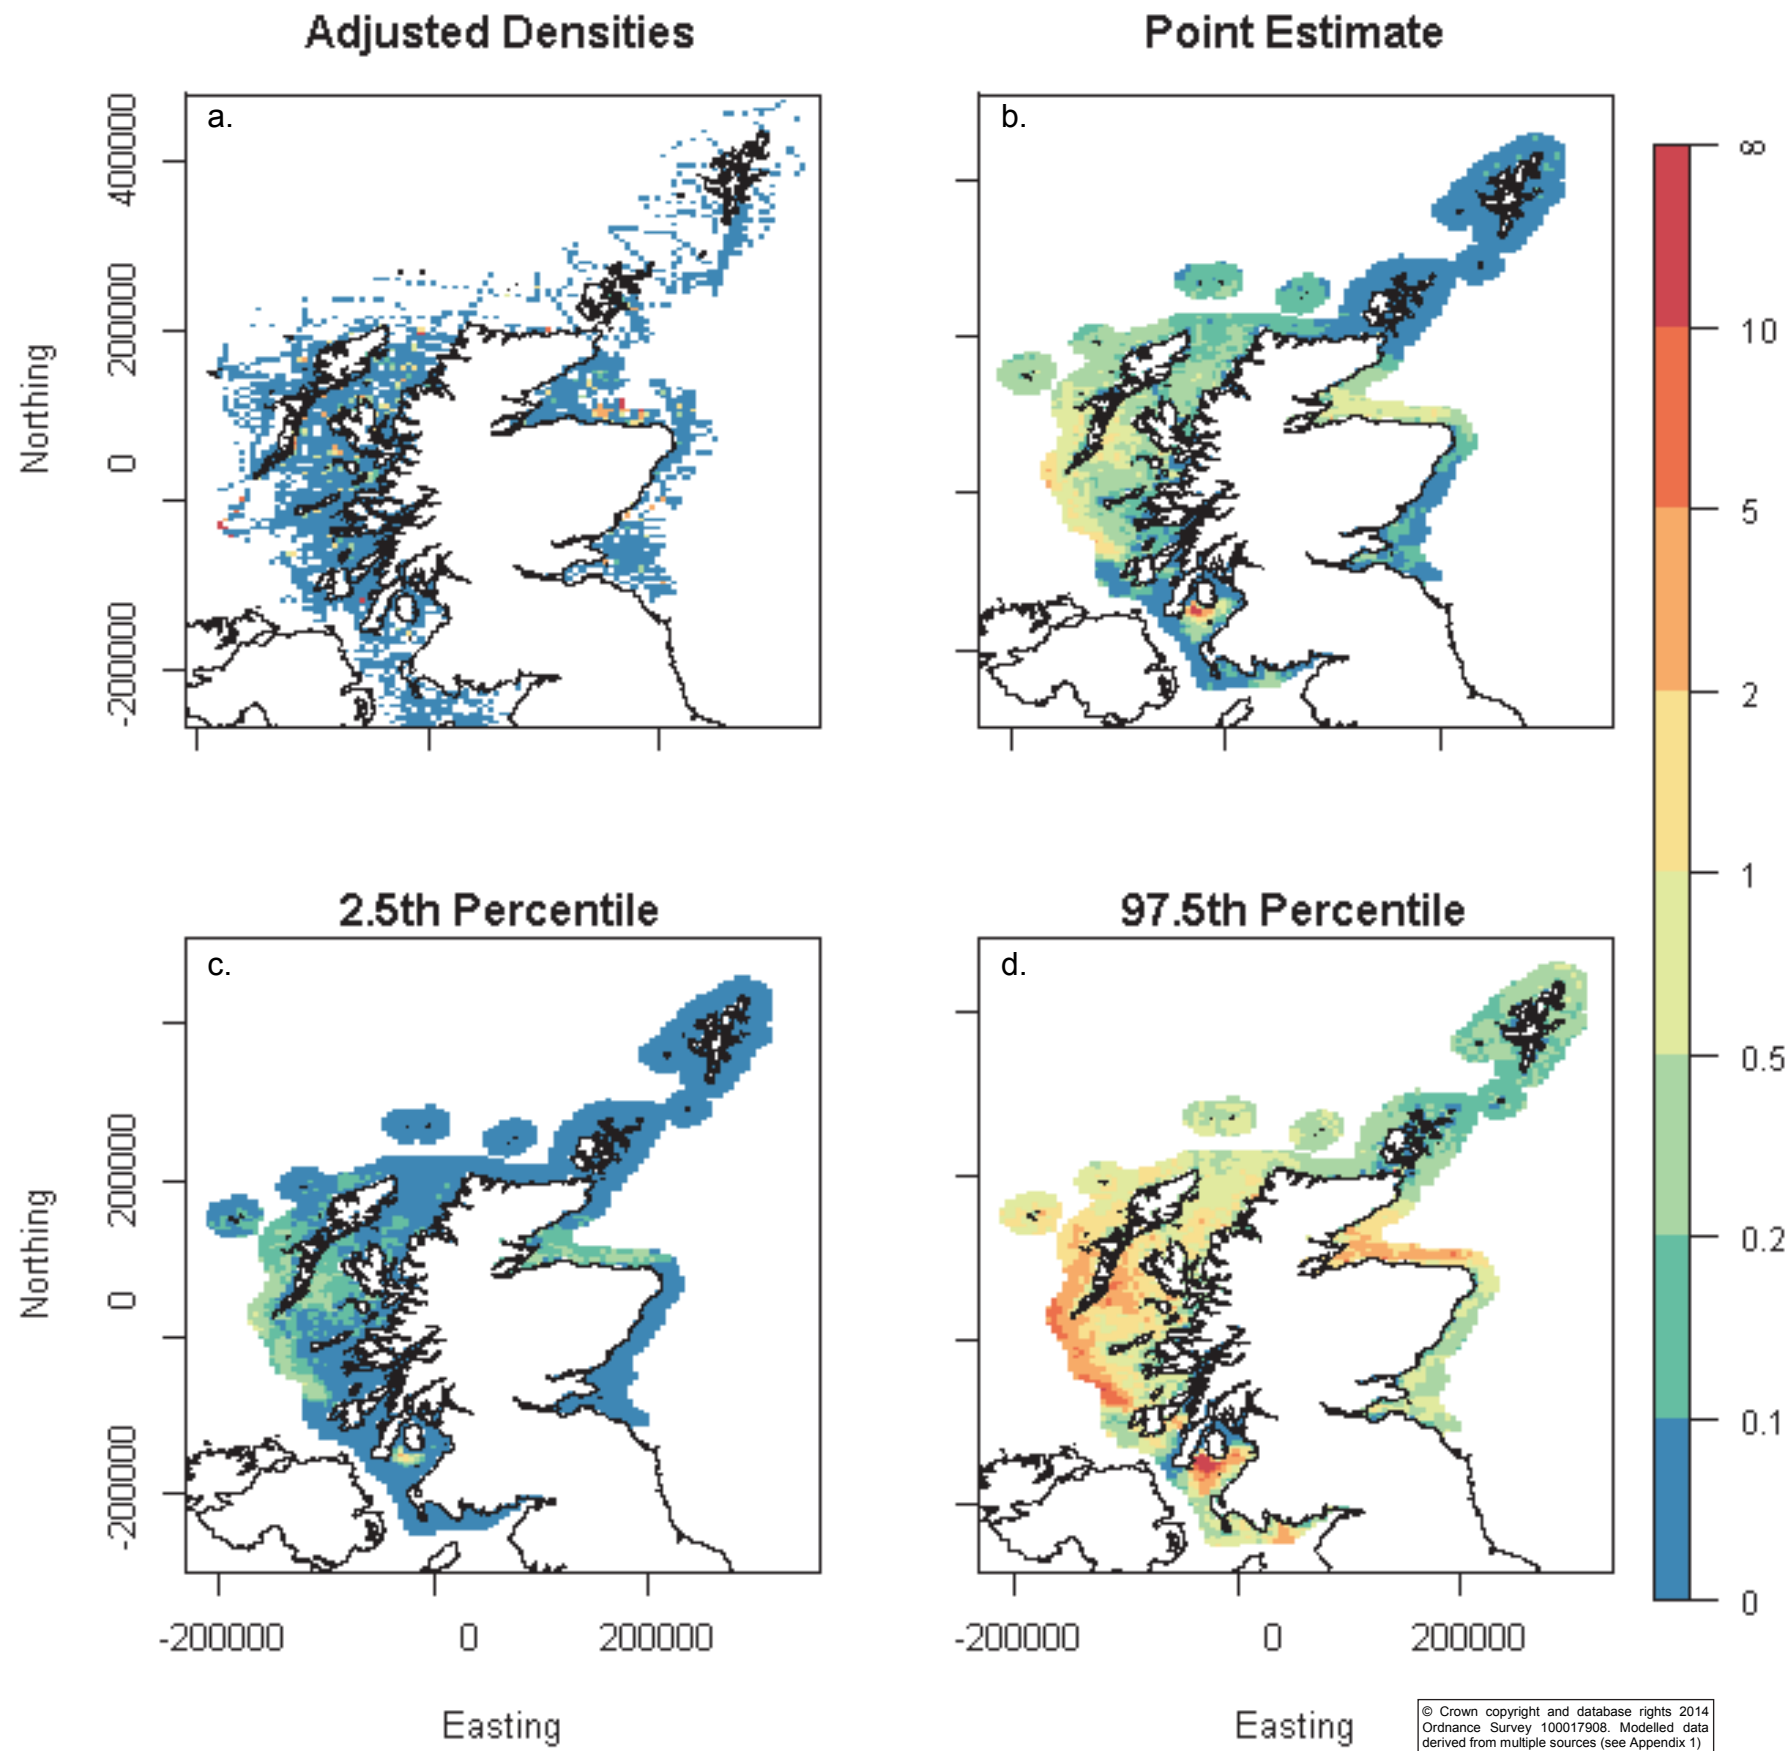 Adjusted Densities
Point Estimate
a.
b.
Northing
400000
200000
0
-200000
∞
10
5
2
1
0.5
0.2
0.1
0
2.5th Percentile
97.5th Percentile
c.
d.
Northing
200000
0
-200000
-200000 0 200000
-200000 0 200000
Easting
Easting
© Crown copyright and database rights 2014
Ordnance Survey 100017908. Modelled data
derived from multiple sources (see Appendix 1)